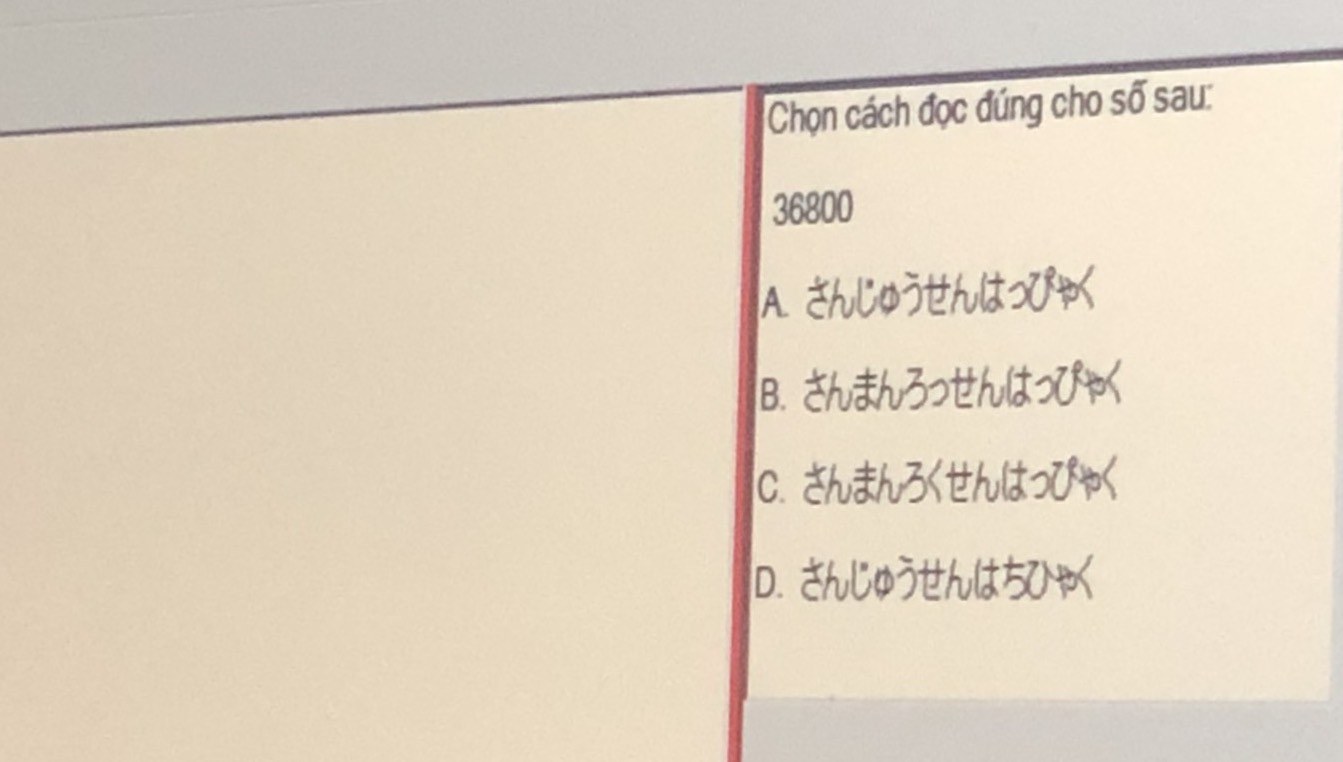 Chọn cách đọc đúng cho số sau:
36800
A. さんじゅうせんはっぴゃく
B. さんまんろっせんはっぴゃく
C. さんまんろくせんはっぴゃく
D. さんじゅうせんはちひゃく